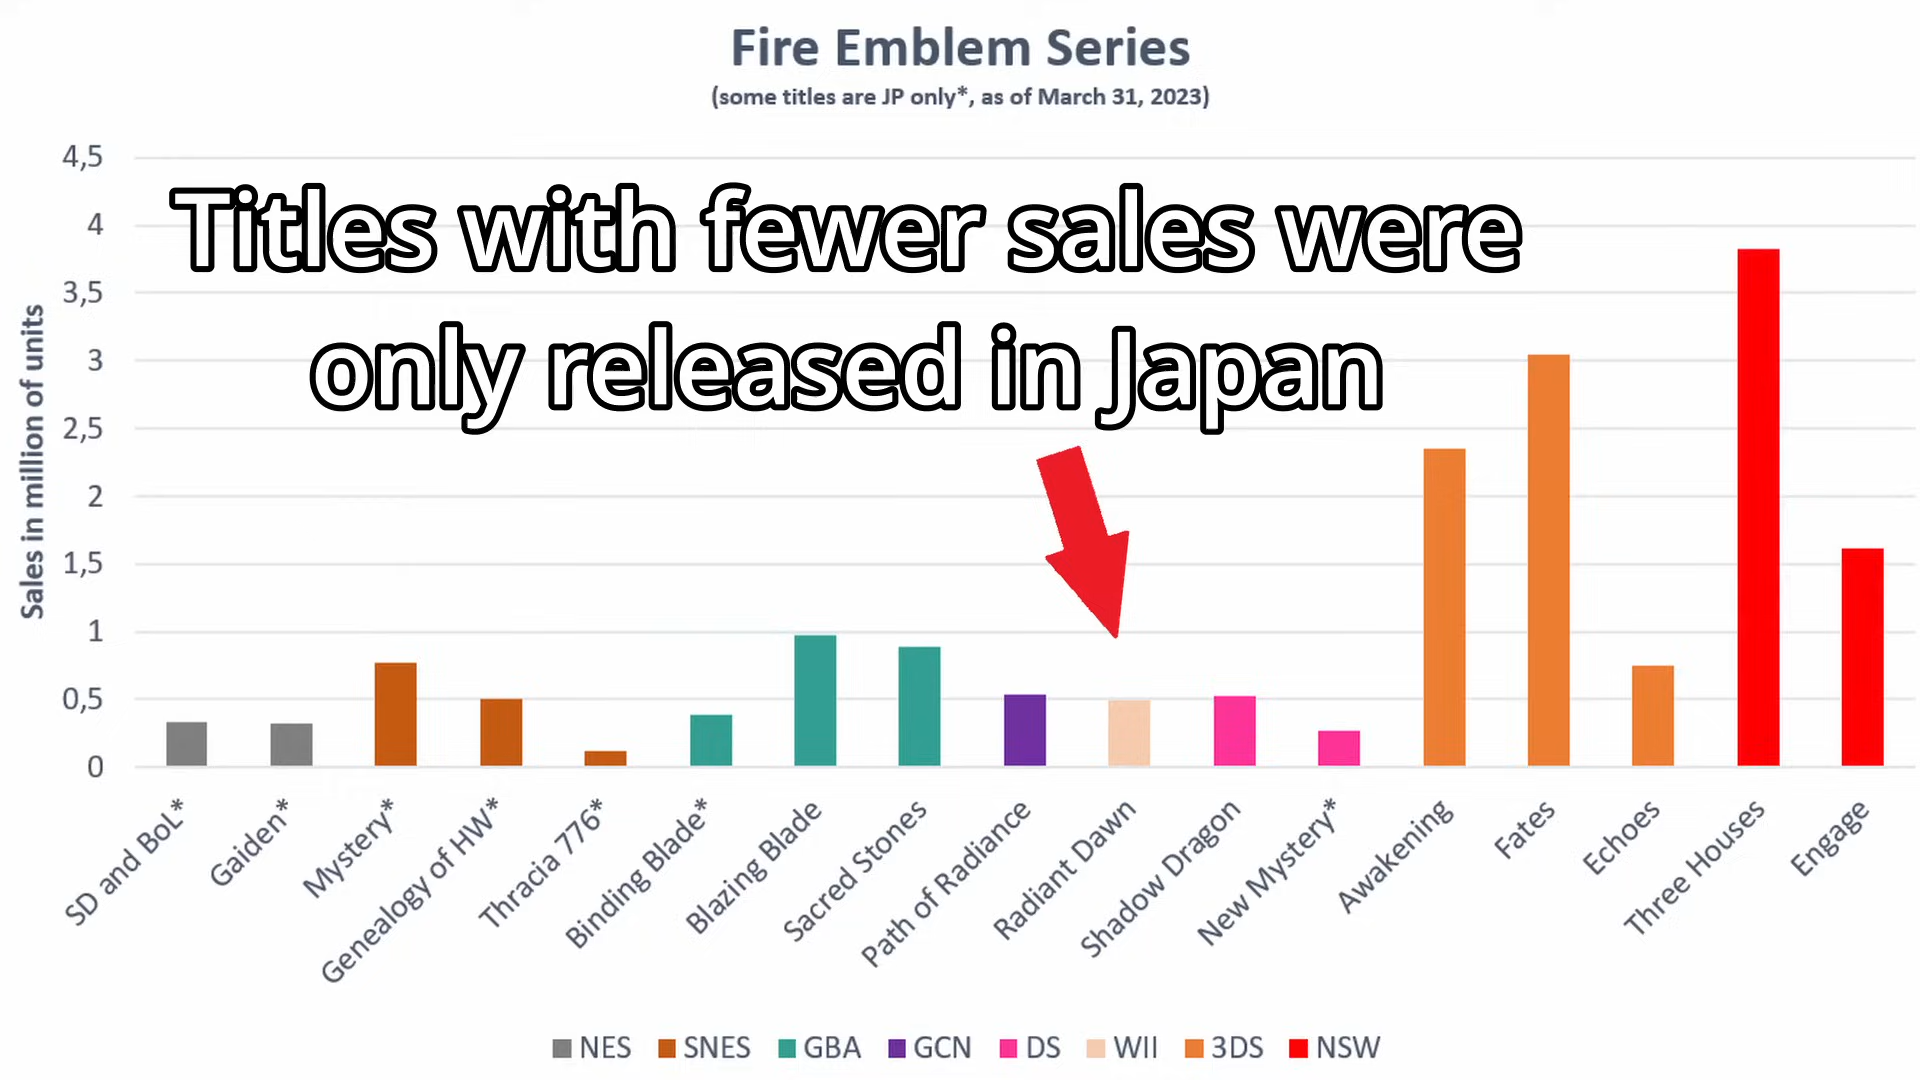 Fire Emblem Series
(some titles are JP only*, as of March 31, 2023)
Titles with fewer sales were
only released in Japan
Sales in million of units
4,5
4
3,5
3
2,5
2
1,5
1
0,5
0
SD and BoL*
Gaiden*
Mystery*
Genealogy of HW*
Thracia 776*
Binding Blade*
Blazing Blade
Sacred Stones
Path of Radiance
Radiant Dawn
Shadow Dragon
New Mystery*
Awakening
Fates
Echoes
Three Houses
Engage
NES SNES GBA GCN DS WII 3DS NSW